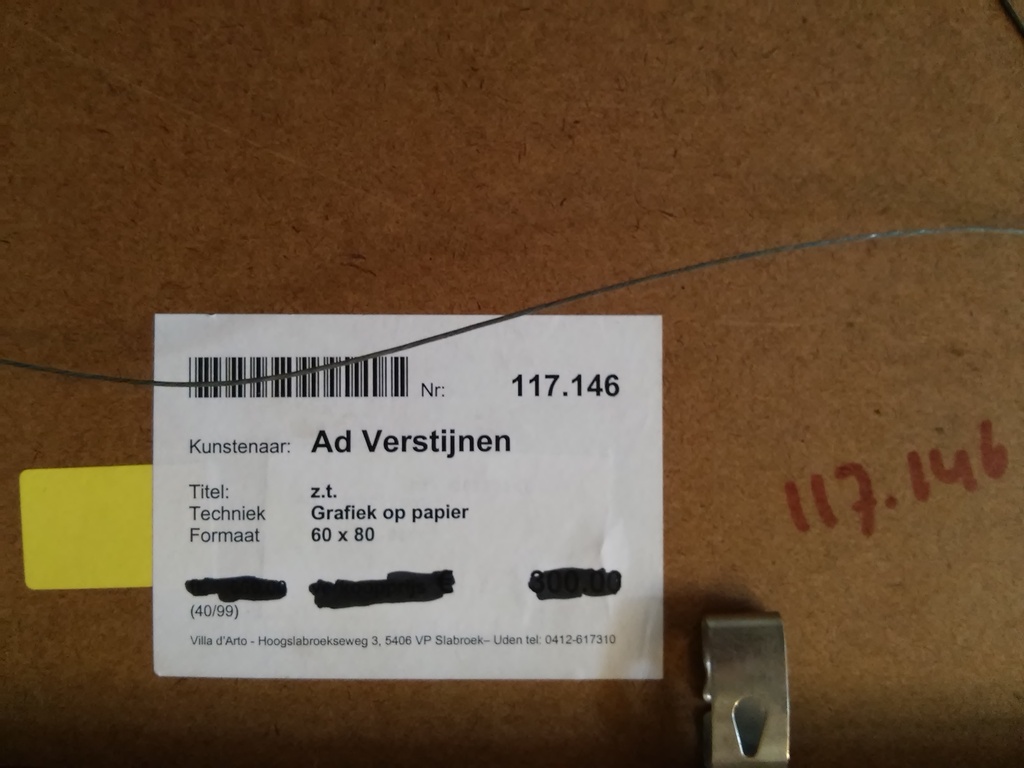 Nr: 117.146
Kunstenaar: Ad Verstijnen
Titel: z.t.
Techniek Grafiek op papier
Formaat 60 x 80
(40/99)
Villa d'Arto - Hoogslabroekseweg 3, 5406 VP Slabroek– Uden tel: 0412-617310
117.146